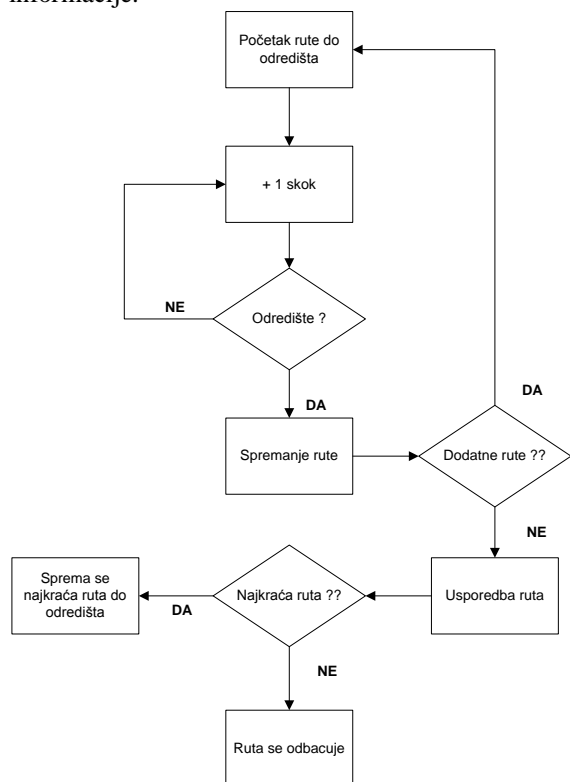 informacije.
Početak rute do
odredišta
+ 1 skok
NE
Odredište ?
DA
DA
Spremanje rute
Dodatne rute ??
NE
Sprema se
najkraća ruta do
odredišta
DA
Najkraća ruta ??
Usporedba ruta
NE
Ruta se odbacuje